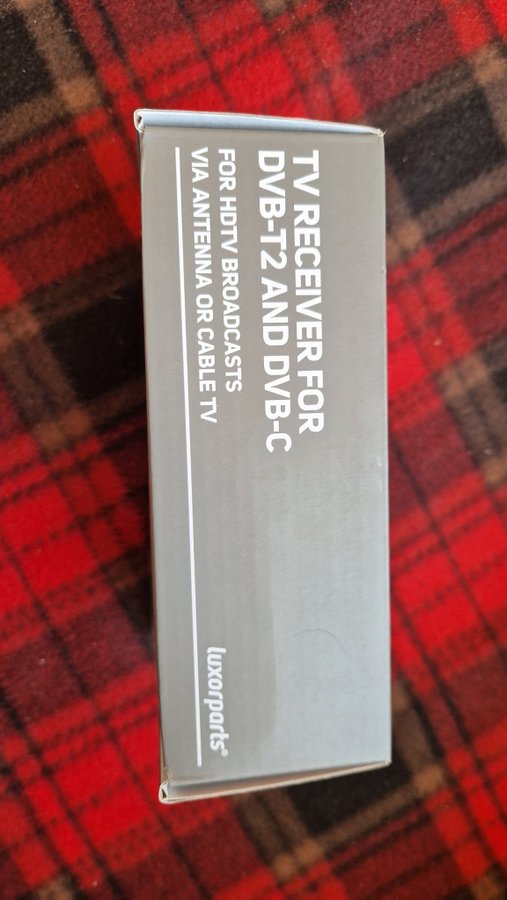 TV RECEIVER FOR
DVB-T2 AND DVB-C
FOR HDTV BROADCASTS
VIA ANTENNA OR CABLE TV
luxorparts®